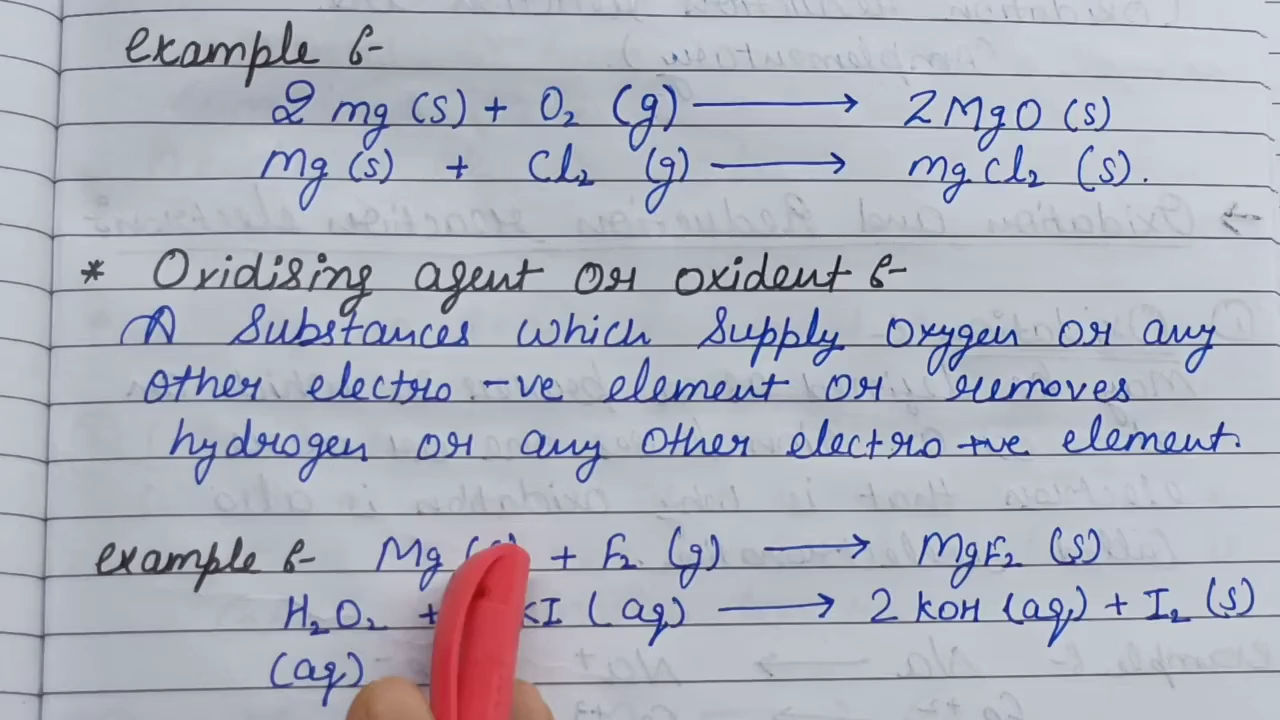 example :-
2 mg (s) + O₂ (g) ⟶ 2MgO (s)
Mg (s) + Cl₂ (g) ⟶ mgCl₂ (s).
* Oxidising agent or oxident :-
A Substances which Supply oxygen or any
other electro -ve element or removes
hydrogen or any other electro +ve element.
example :- Mg + F₂ (g) ⟶ MgF₂ (s)
H₂O₂ + KI (aq) ⟶ 2 KOH (aq) + I₂ (s)
(aq)